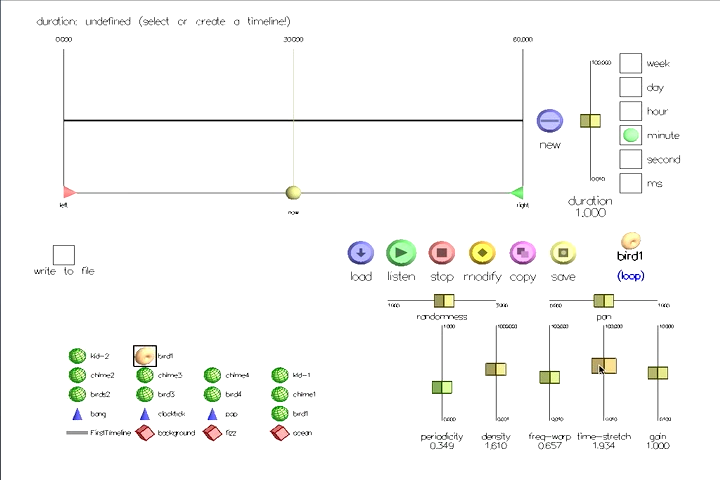 duration: undefined (select or create a timeline!)
0.000 30.000 60.000
week
day
hour
new
minute
second
ms
left now right
duration
1.000
write to file
load listen stop modify copy save
bird1
(loop)
randomness pan
kid-2 bird1
chime2 chime3 chime4 kid-1
birds2 bird3 bird4 chime1
bang clocktick pop bird1
FirstTimeline background fizz ocean
periodicity density freq-warp time-stretch gain
0.349 1.610 0.657 1.934 1.000